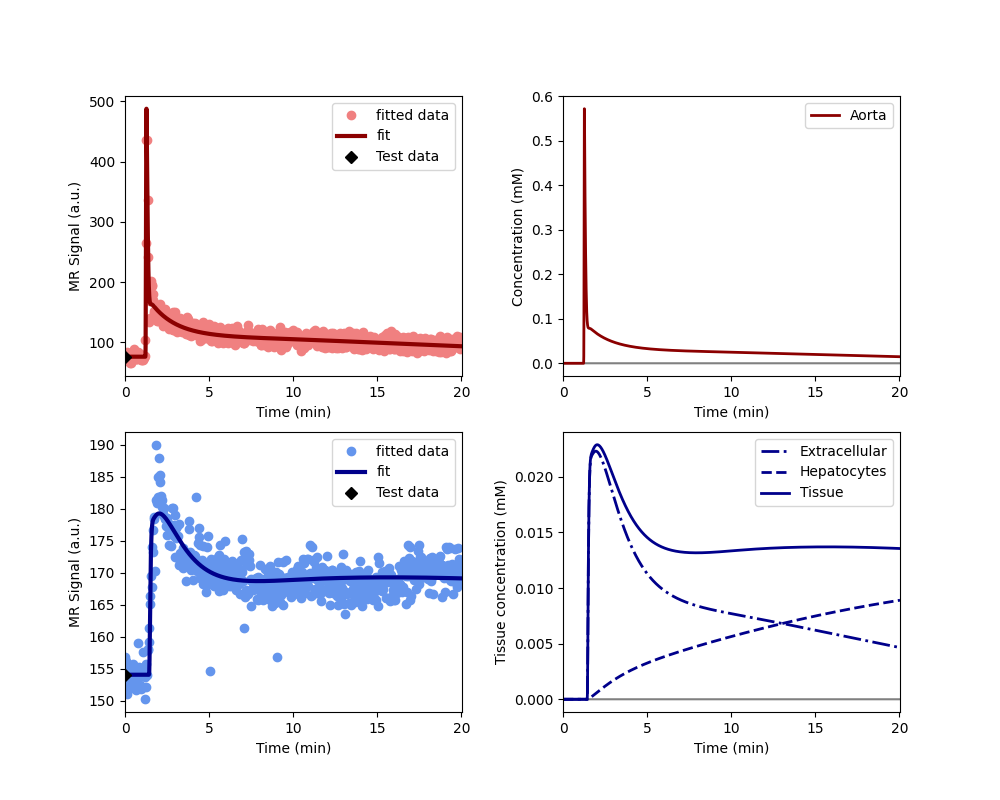 500
400
300
200
100
MR Signal (a.u.)
0
5
10
15
20
Time (min)
fitted data
fit
Test data
0.6
0.5
0.4
0.3
0.2
0.1
0.0
Concentration (mM)
0
5
10
15
20
Time (min)
Aorta
190
185
180
175
170
165
160
155
150
MR Signal (a.u.)
0
5
10
15
20
Time (min)
fitted data
fit
Test data
0.020
0.015
0.010
0.005
0.000
Tissue concentration (mM)
0
5
10
15
20
Time (min)
Extracellular
Hepatocytes
Tissue